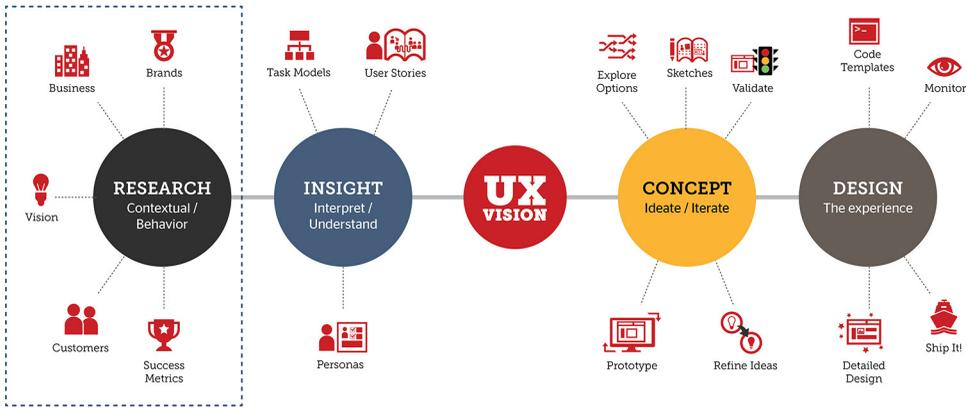 Business
Brands
Vision
RESEARCH
Contextual /
Behavior
Customers
Success
Metrics
Task Models
User Stories
INSIGHT
Interpret /
Understand
Personas
UX
VISION
Explore
Options
Sketches
Validate
CONCEPT
Ideate / Iterate
Prototype
Refine Ideas
Code
Templates
Monitor
DESIGN
The experience
Detailed
Design
Ship It!